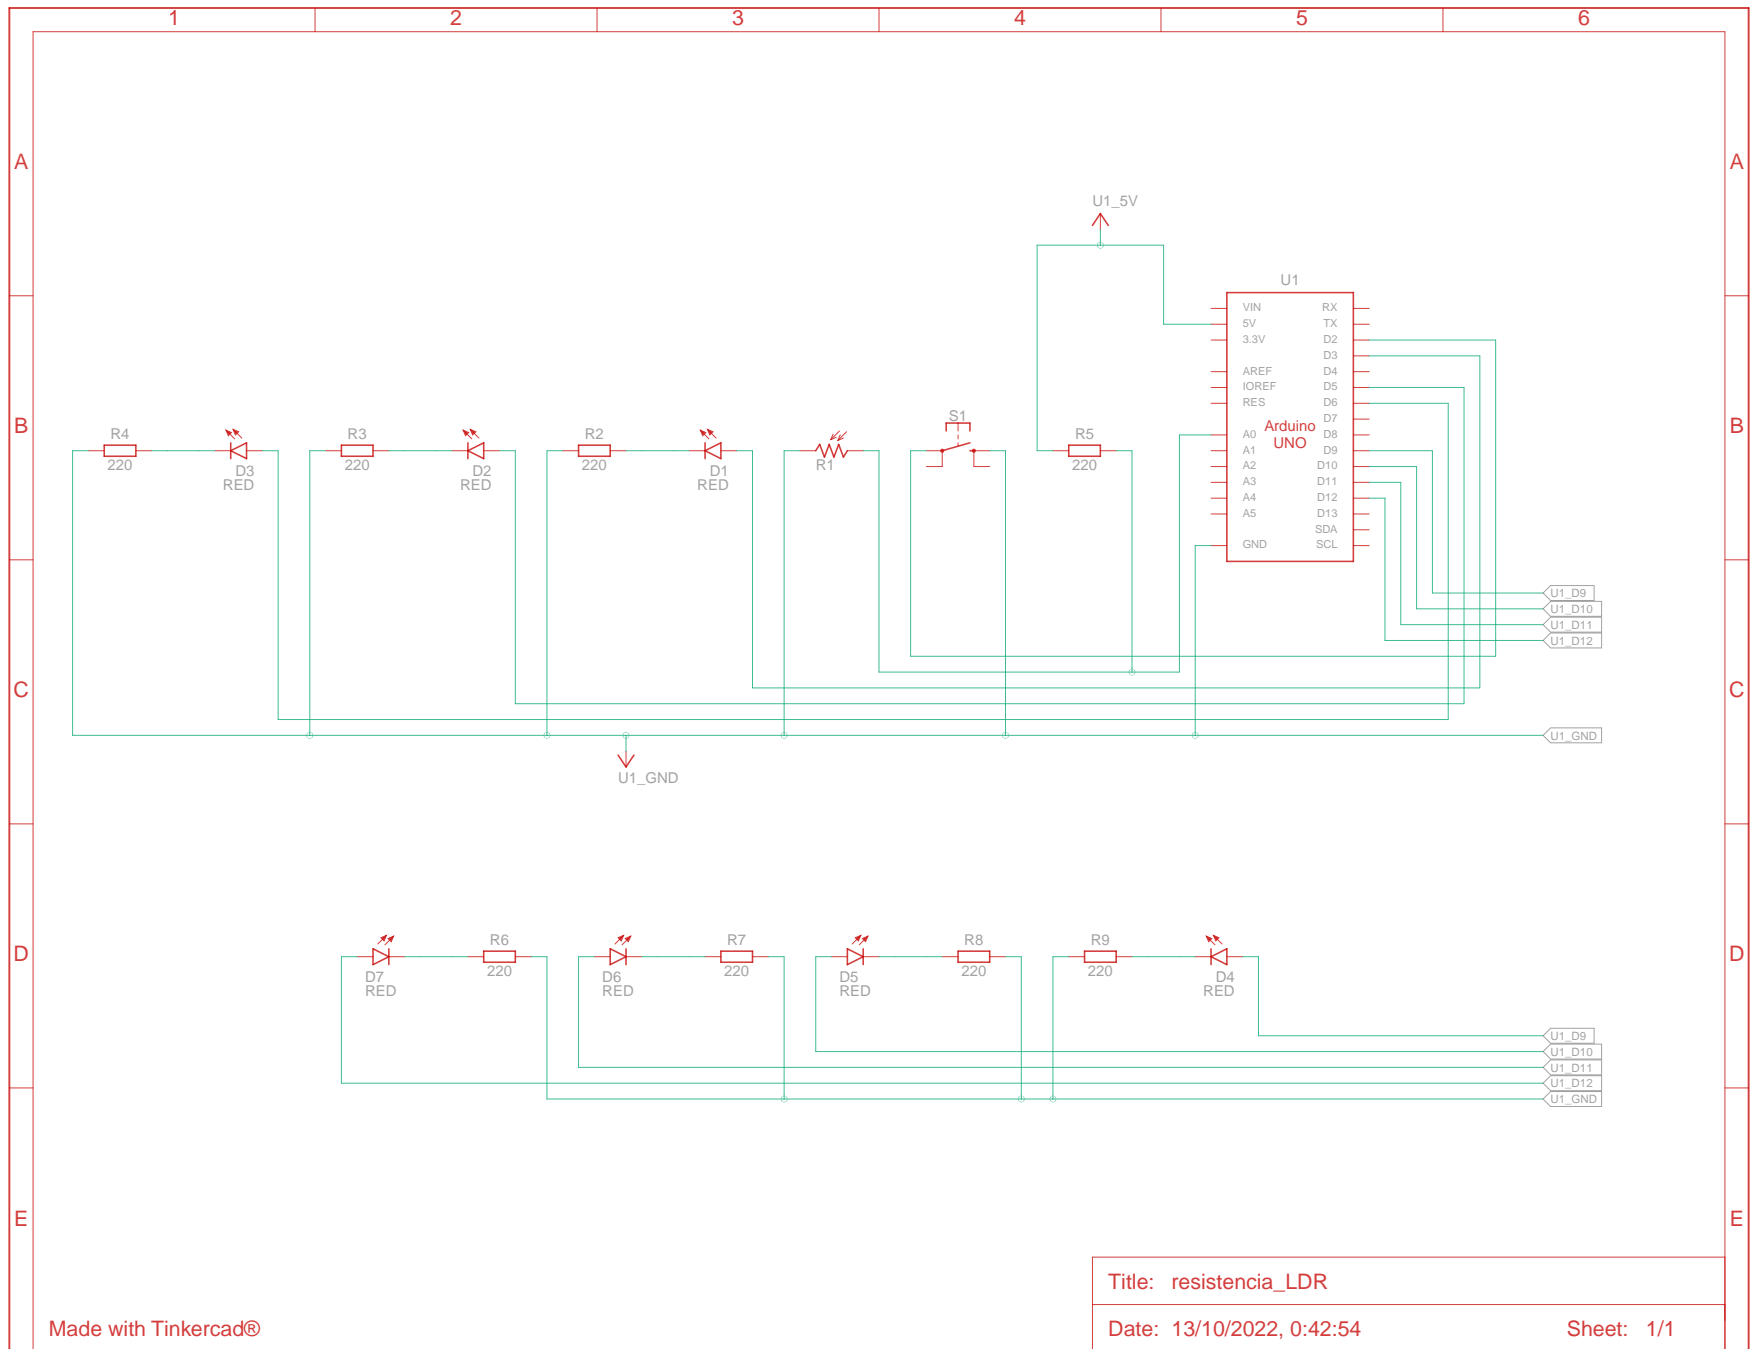 1 2 3 4 5 6
A A
U1_5V
U1
VIN RX
5V TX
3.3V D2
D3
AREF D4
IOREF D5
RES D6
D7
Arduino
UNO
A0 D8
A1 D9
A2 D10
A3 D11
A4 D12
A5 D13
SDA
GND SCL
B B
R4 R3 R2 S1 R5
220 D3 220 D2 220 D1 R1 220
RED RED RED
U1_D9
U1_D10
U1_D11
U1_D12
C C
U1_GND
U1_GND
D D
R6 R7 R8 R9
D7 220 D6 220 D5 220 220 D4
RED RED RED RED
U1_D9
U1_D10
U1_D11
U1_D12
U1_GND
E E
Title: resistencia_LDR
Made with Tinkercad®
Date: 13/10/2022, 0:42:54 Sheet: 1/1